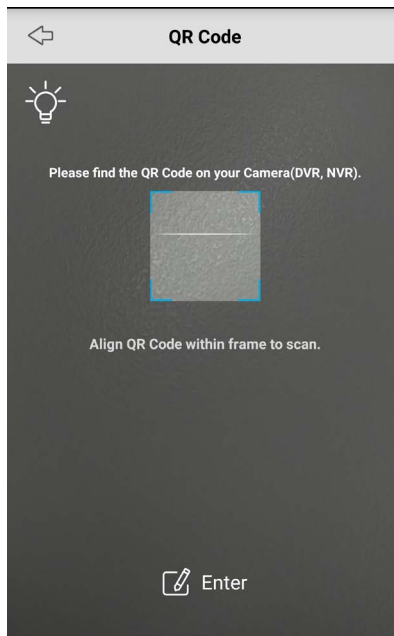 QR Code
Please find the QR Code on your Camera(DVR, NVR).
Align QR Code within frame to scan.
Enter